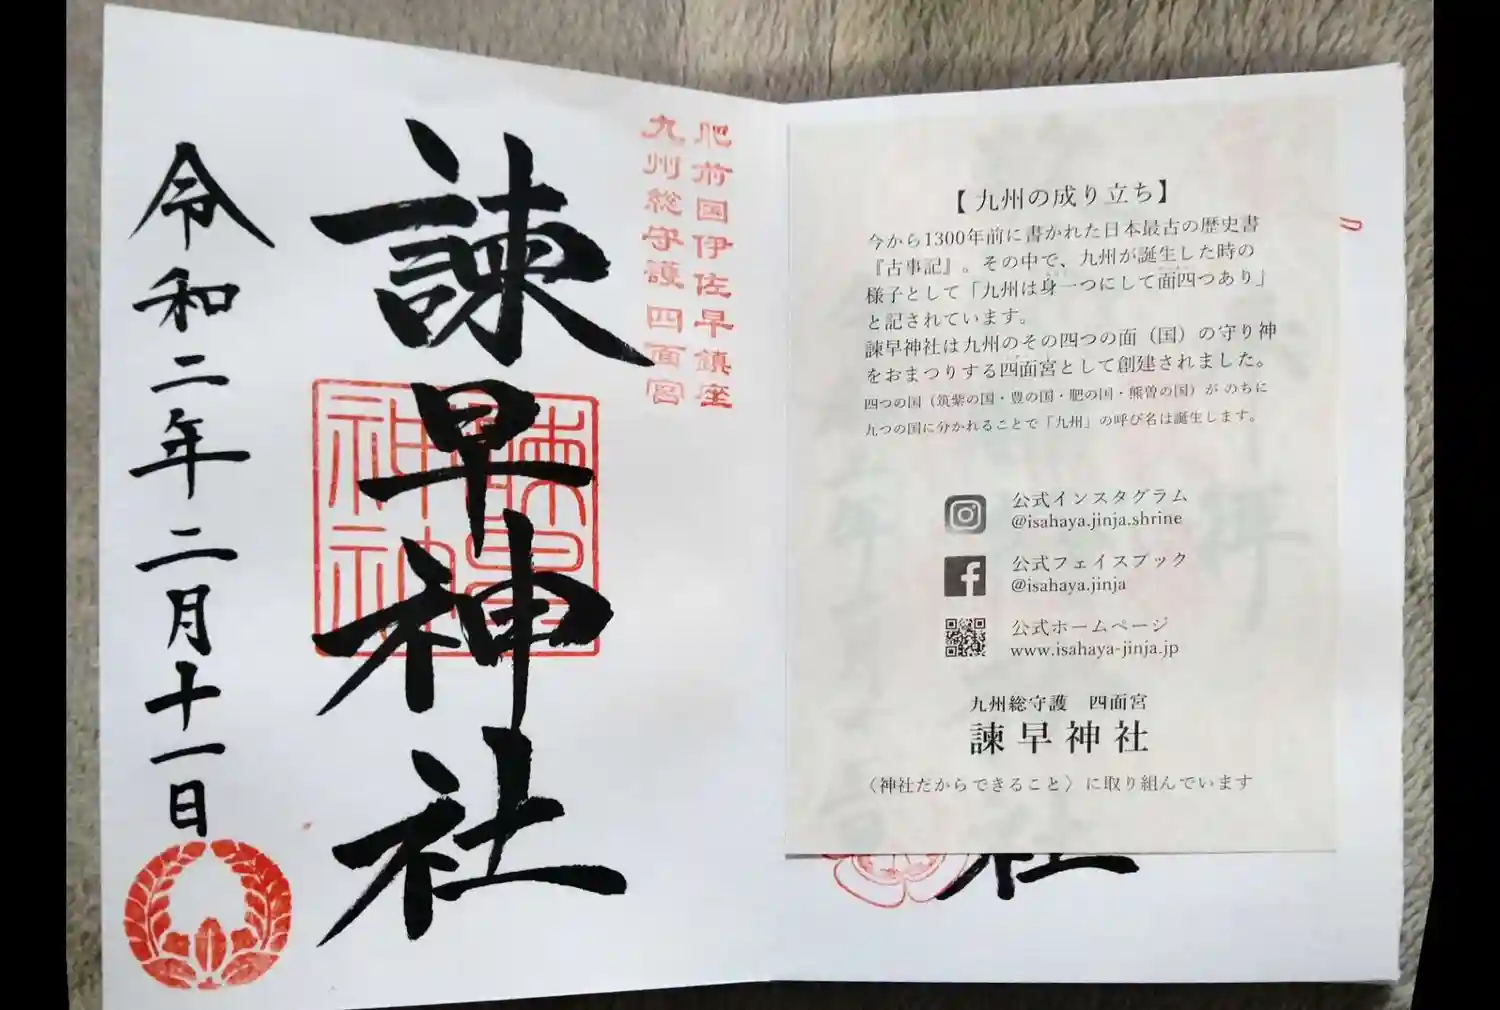 肥前国伊佐早鎮座
九州総守護四面宮
諫早神社
諫早神社
令和二年二月十一日
【九州の成り立ち】
今から1300年前に書かれた日本最古の歴史書
『古事記』。その中で、九州が誕生した時の
様子として「九州は身一つにして面四つあり」
と記されています。
諫早神社は九州のその四つの面（国）の守り神
をおまつりする四面宮として創建されました。
四つの国（筑紫の国・豊の国・肥の国・熊曽の国）が のちに
九つの国に分かれることで「九州」の呼び名は誕生します。
公式インスタグラム
@isahaya.jinja.shrine
公式フェイスブック
@isahaya.jinja
公式ホームページ
www.isahaya-jinja.jp
九州総守護　四面宮
諫早神社
〈神社だからできること〉に取り組んでいます
社